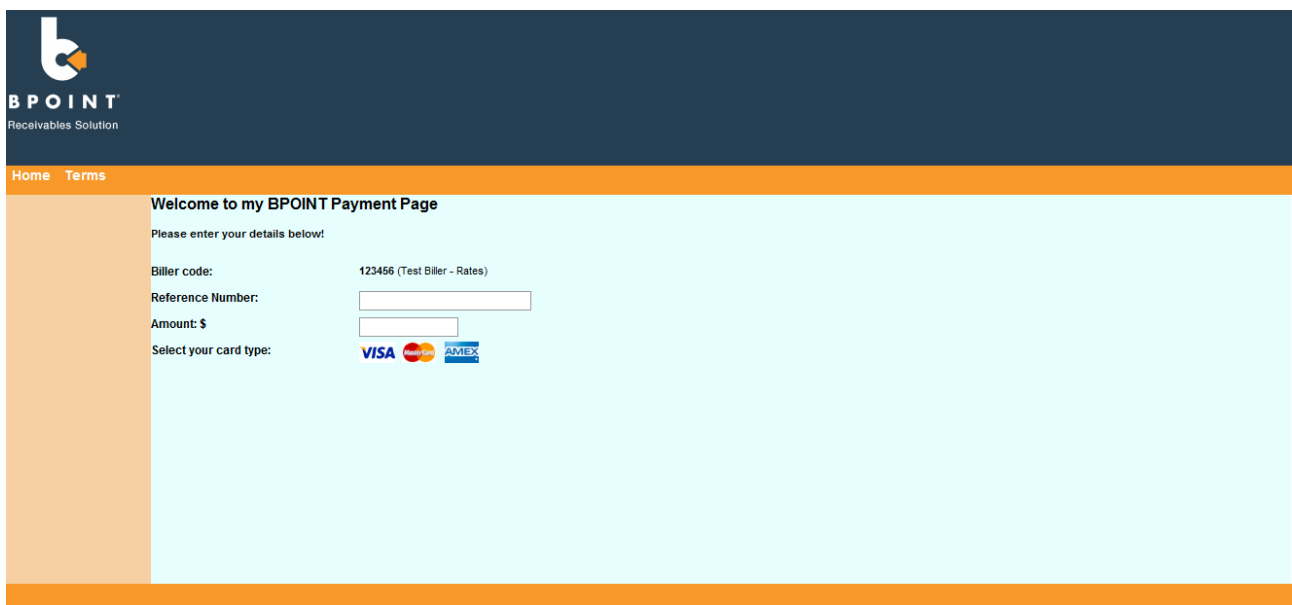 BPOINT®
Receivables Solution
Home Terms
Welcome to my BPOINT Payment Page
Please enter your details below!
Biller code: 123456 (Test Biller - Rates)
Reference Number:
Amount: $
Select your card type: VISA MasterCard AMEX